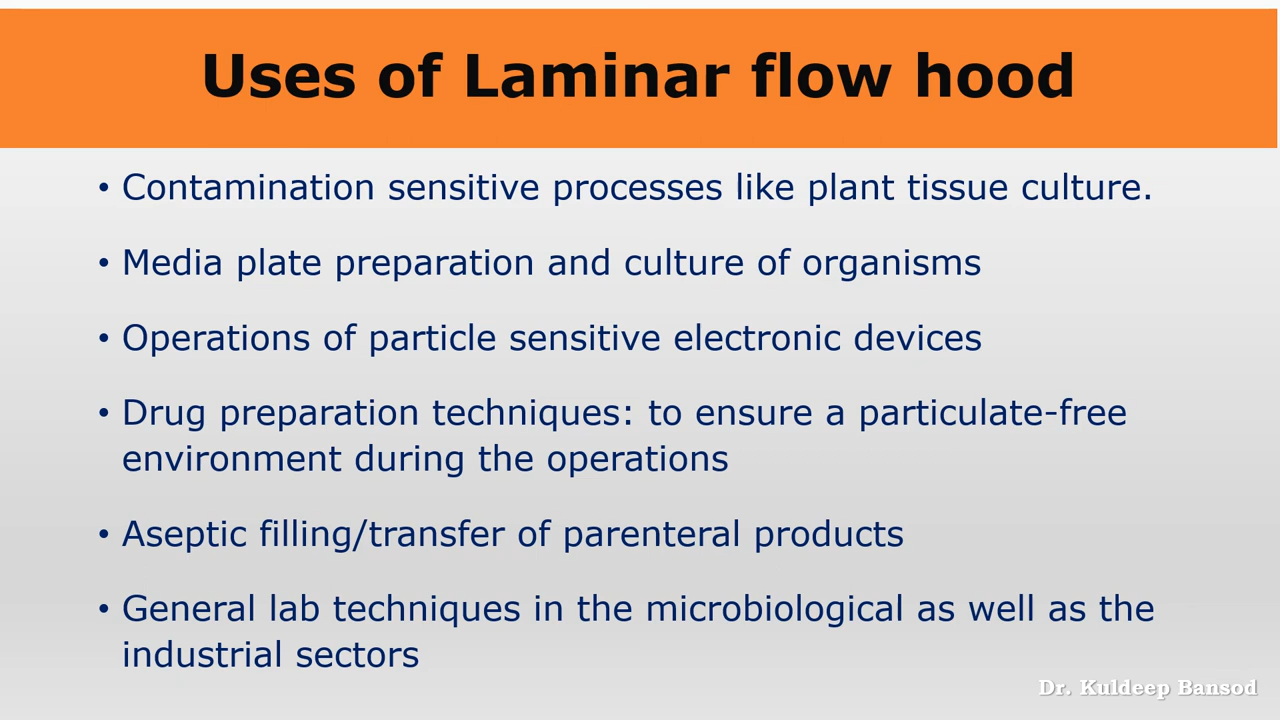 Uses of Laminar flow hood
• Contamination sensitive processes like plant tissue culture.
• Media plate preparation and culture of organisms
• Operations of particle sensitive electronic devices
• Drug preparation techniques: to ensure a particulate-free
environment during the operations
• Aseptic filling/transfer of parenteral products
• General lab techniques in the microbiological as well as the
industrial sectors
Dr. Kuldeep Bansod